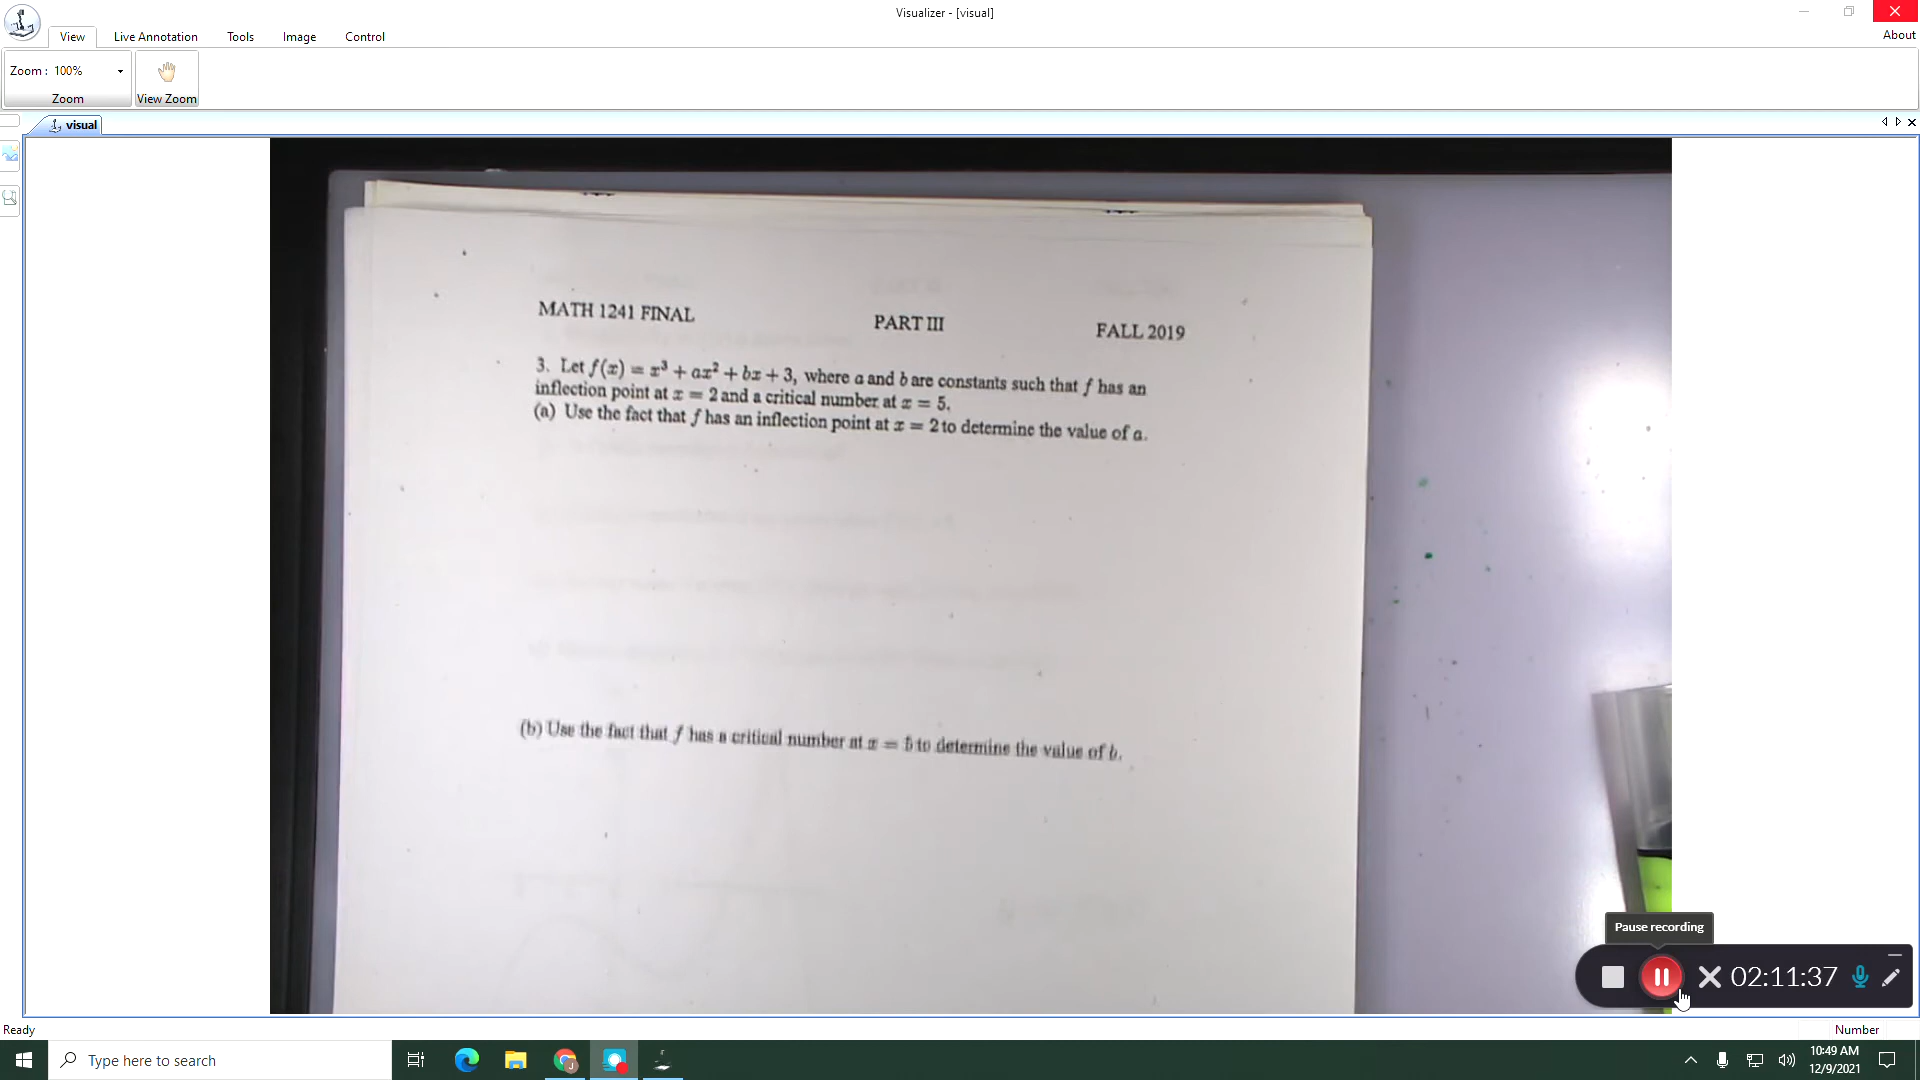 Visualizer - [visual]
View
Live Annotation
Tools
Image
Control
About
Zoom : 100%
Zoom
View Zoom
visual
MATH 1241 FINAL
PART III
FALL 2019
3. Let f(x) = x³ + ax² + bx + 3, where a and b are constants such that f has an
inflection point at x = 2 and a critical number at x = 5.
(a) Use the fact that f has an inflection point at x = 2 to determine the value of a.
(b) Use the fact that f has a critical number at x = 5 to determine the value of b.
Pause recording
02:11:37
Ready
Number
Type here to search
10:49 AM
12/9/2021